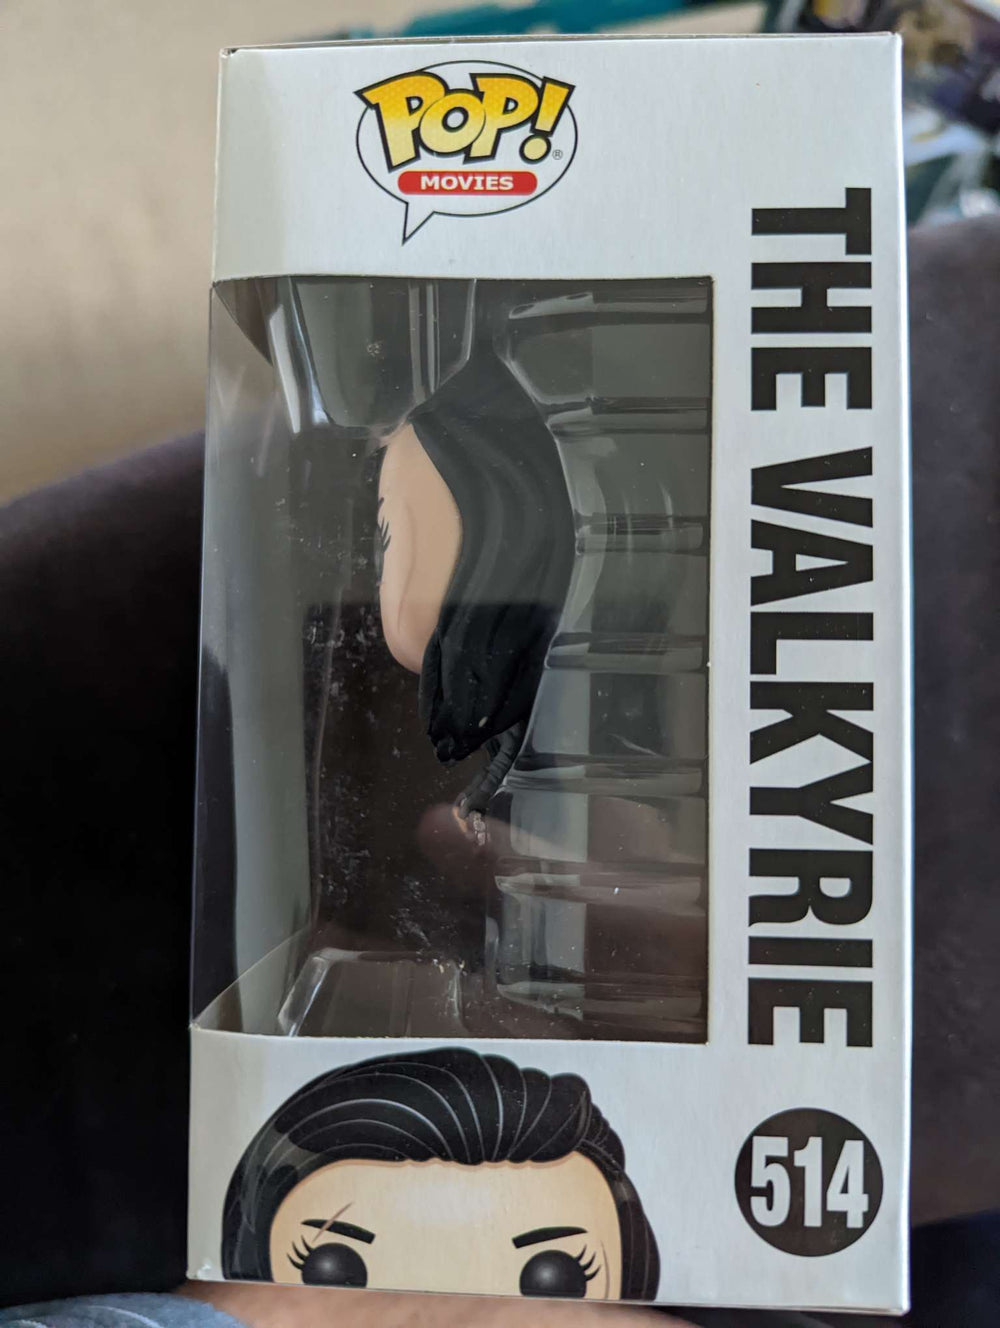 POP!®
MOVIES
THE VALKYRIE
514